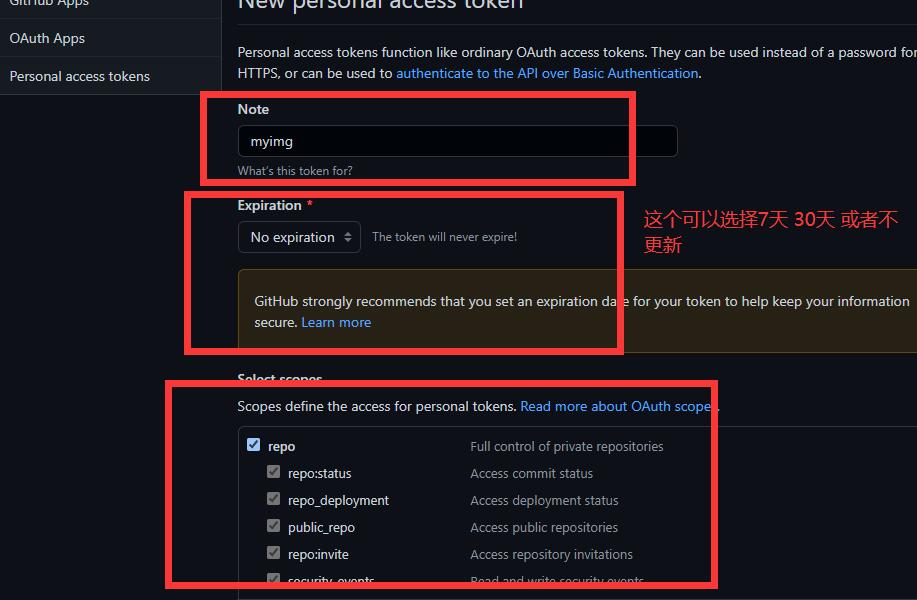 GitHub Apps
New personal access token
OAuth Apps
Personal access tokens
Personal access tokens function like ordinary OAuth access tokens. They can be used instead of a password for
HTTPS, or can be used to authenticate to the API over Basic Authentication.
Note
myimg
What's this token for?
Expiration *
No expiration
The token will never expire!
这个可以选择7天 30天 或者不
更新
GitHub strongly recommends that you set an expiration date for your token to help keep your information
secure. Learn more
Select scopes
Scopes define the access for personal tokens. Read more about OAuth scopes.
repo Full control of private repositories
repo:status Access commit status
repo_deployment Access deployment status
public_repo Access public repositories
repo:invite Access repository invitations
security_events Read and write security events